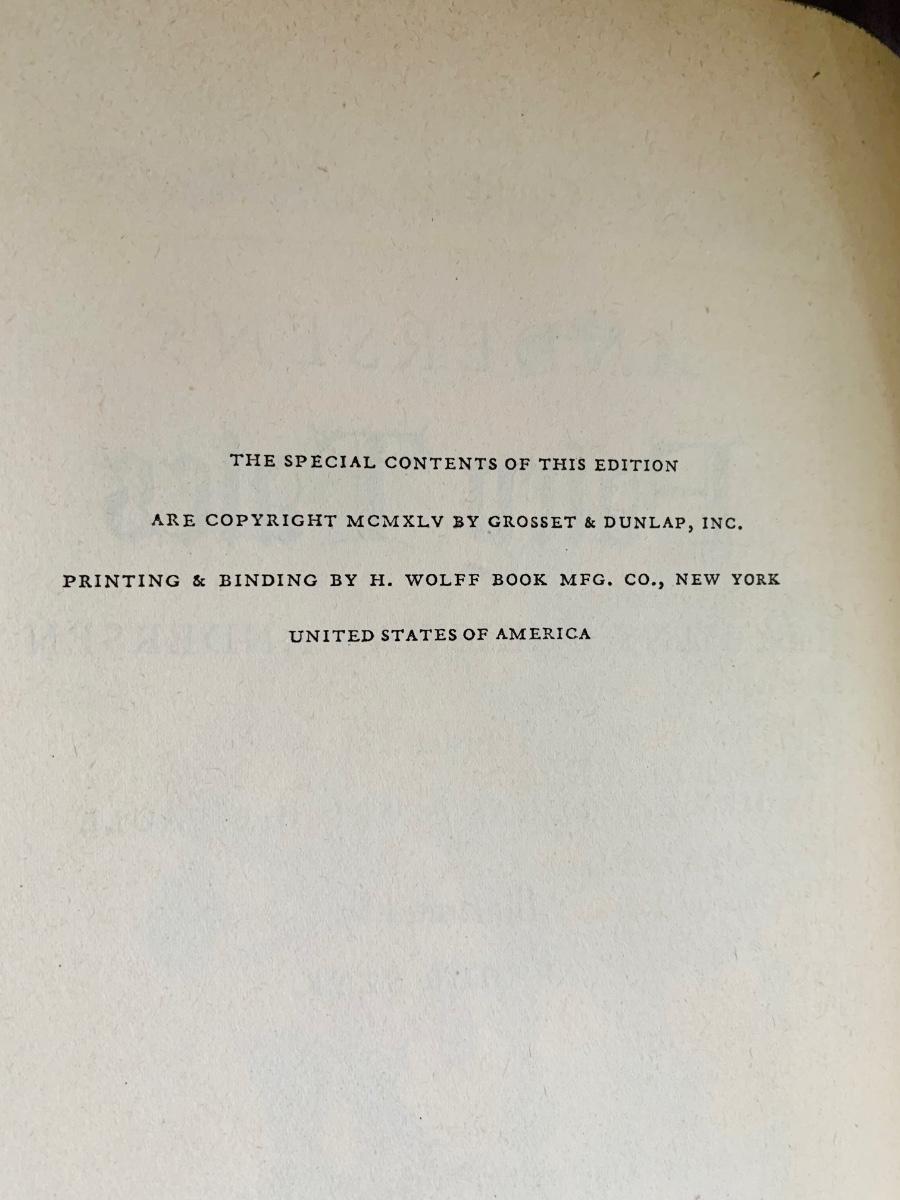 THE SPECIAL CONTENTS OF THIS EDITION
ARE COPYRIGHT MCMXLV BY GROSSET & DUNLAP, INC.
PRINTING & BINDING BY H. WOLFF BOOK MFG. CO., NEW YORK
UNITED STATES OF AMERICA